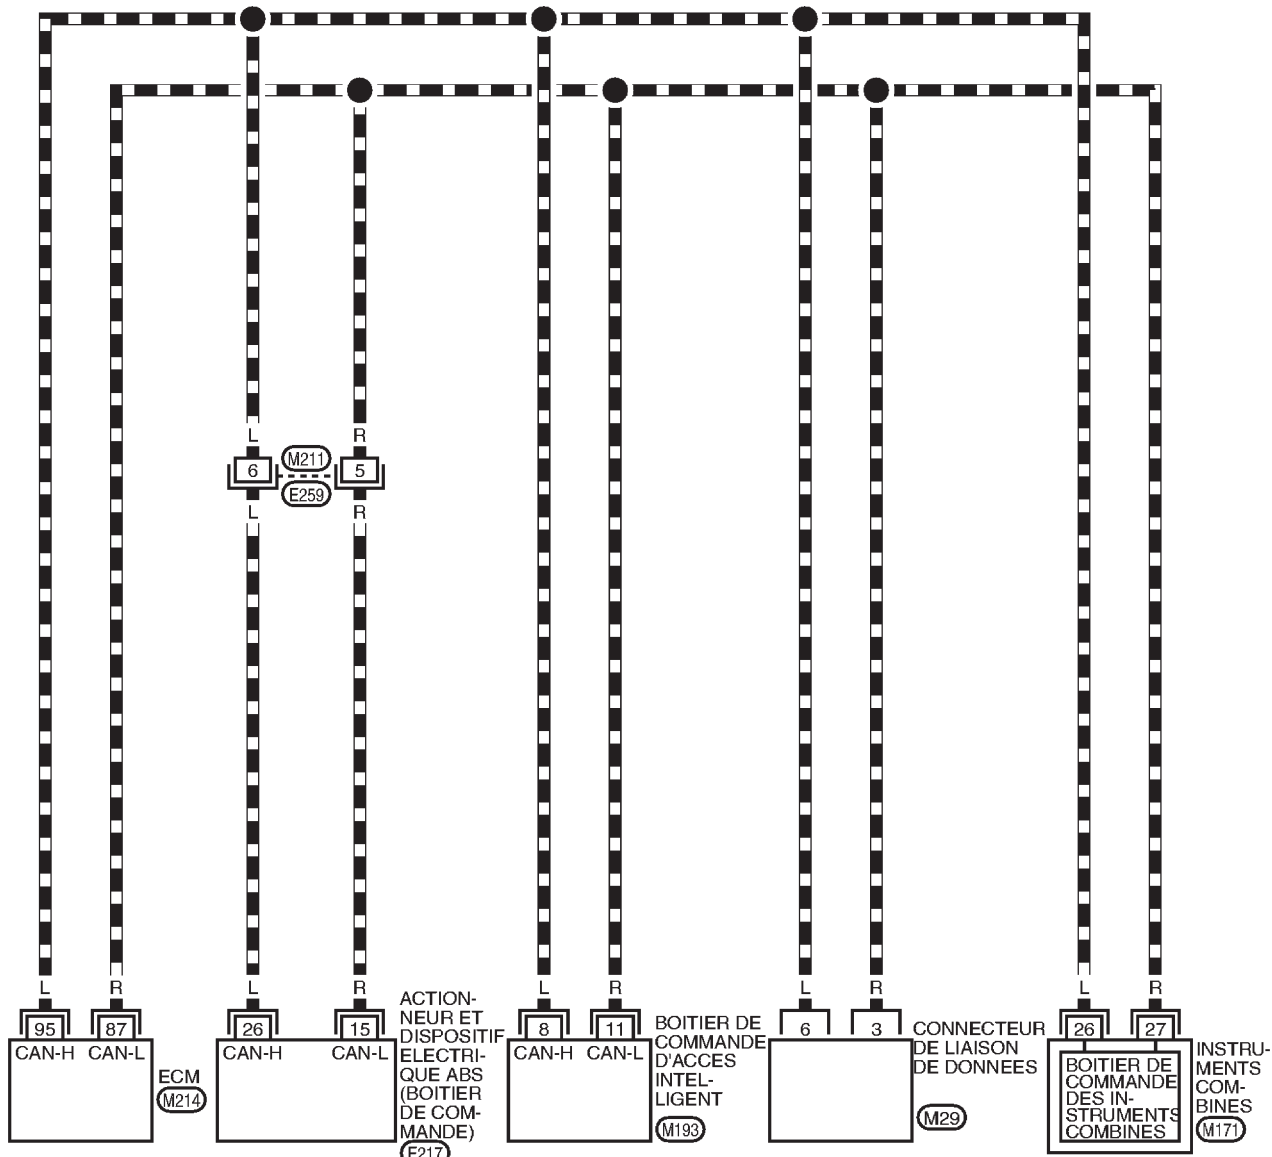 L
R
6
M211
5
E259
L
R
L
R
L
R
L
R
L
R
L
R
95
87
26
15
8
11
6
3
26
27
CAN-H
CAN-L
ECM
M214
CAN-H
CAN-L
ACTION-
NEUR ET
DISPOSITIF
ELECTRI-
QUE ABS
(BOITIER
DE COM-
MANDE)
E217
CAN-H
CAN-L
BOITIER DE
COMMANDE
D'ACCES
INTEL-
LIGENT
M193
CONNECTEUR
DE LIAISON
DE DONNEES
M29
BOITIER DE
COMMANDE
DES IN-
STRUMENTS
COMBINES
INSTRU-
MENTS
COM-
BINES
M171